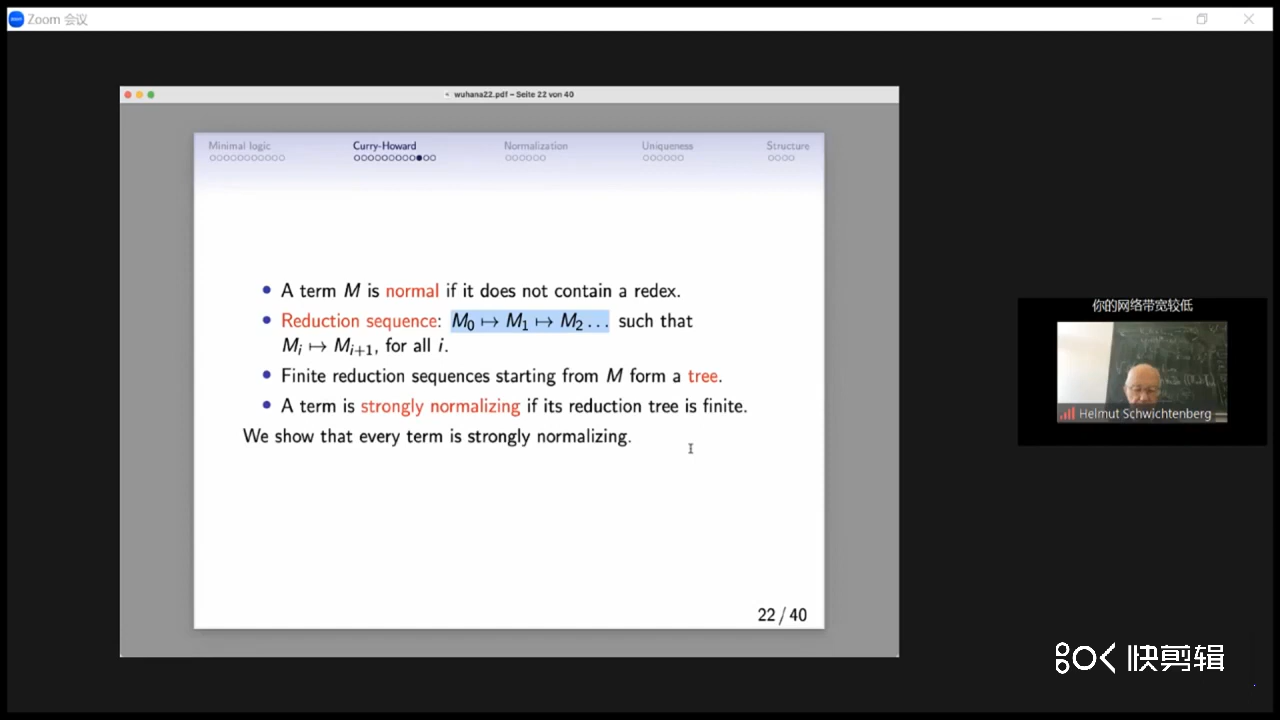 Zoom 会议
wuhana22.pdf – Seite 22 von 40
Minimal logic Curry-Howard Normalization Uniqueness Structure
• A term M is normal if it does not contain a redex.
• Reduction sequence: M₀ ↦ M₁ ↦ M₂ . . . such that
Mᵢ ↦ Mᵢ₊₁, for all i.
• Finite reduction sequences starting from M form a tree.
• A term is strongly normalizing if its reduction tree is finite.
We show that every term is strongly normalizing.
22 / 40
你的网络带宽较低
Helmut Schwichtenberg
快剪辑